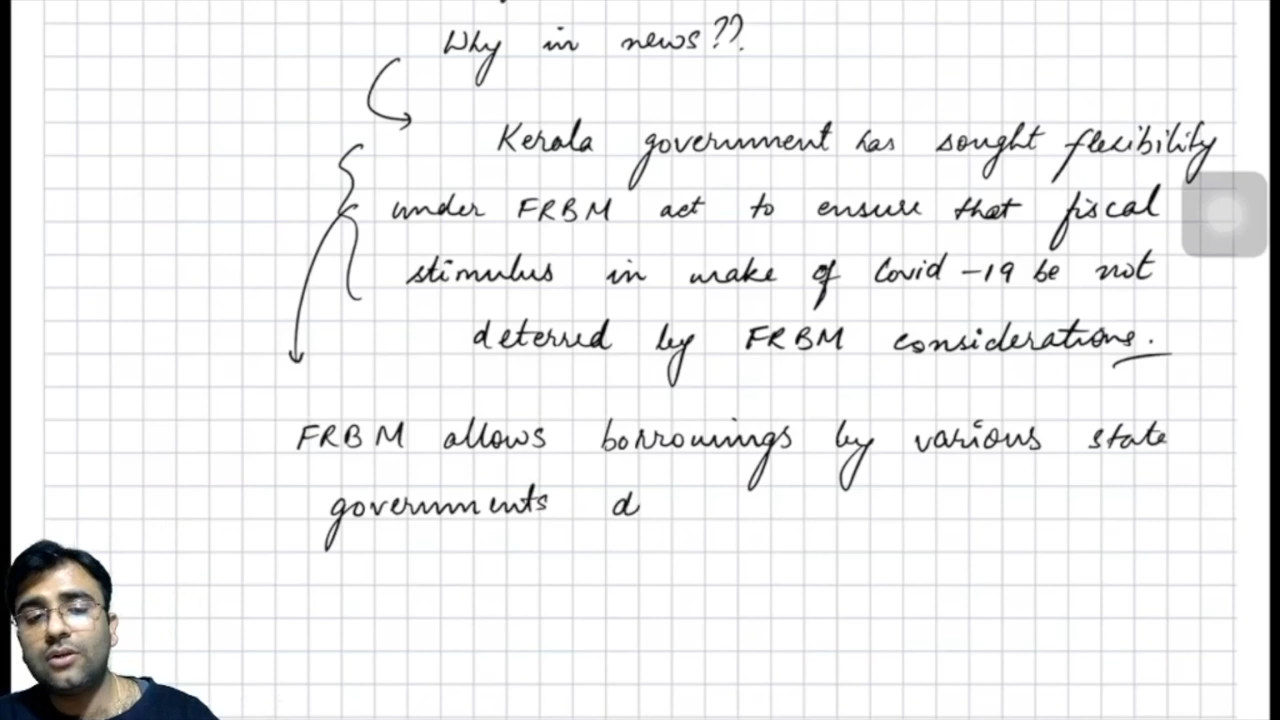 Why in news??
Kerala government has sought flexibility
under FRBM act to ensure that fiscal
stimulus in wake of Covid-19 be not
deterred by FRBM considerations.
FRBM allows borrowings by various state
governments d